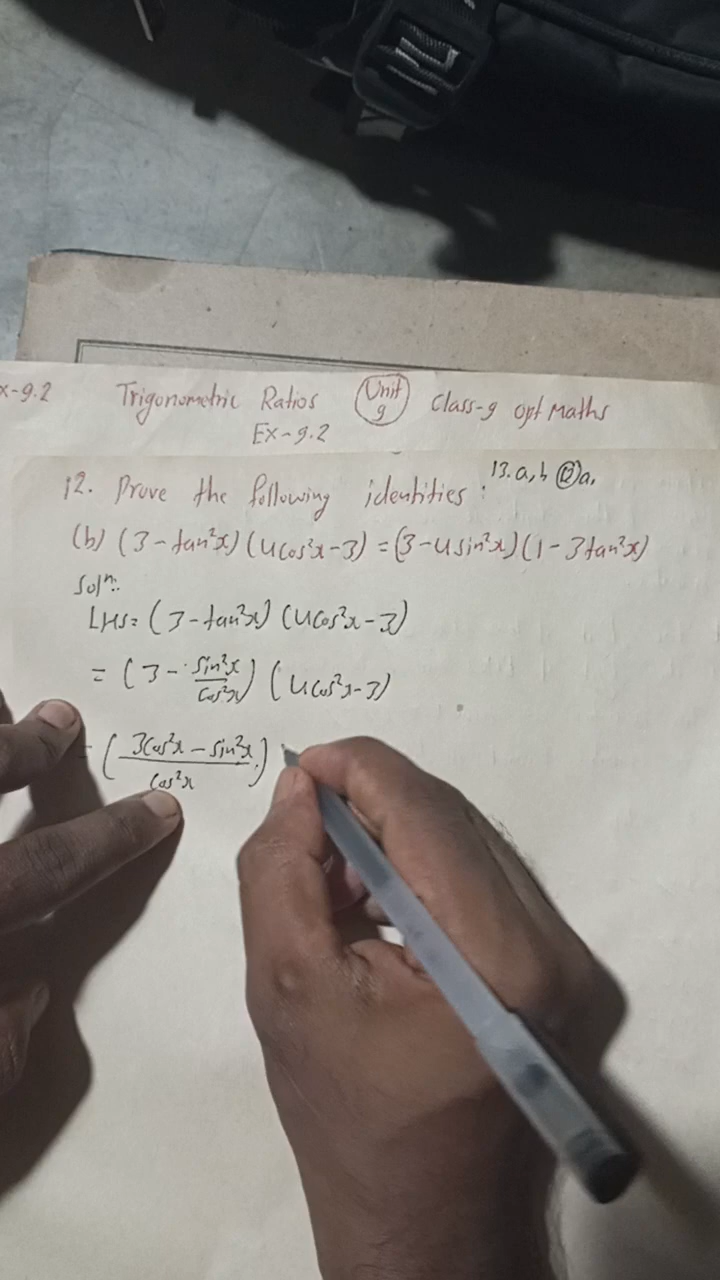 x-9.2 Trigonometric Ratios Unit 9 Class-9 Opt Maths
Ex-9.2
13. a, b (12) a,
12. Prove the following identities :
(b) (3 - tan²x) (4cos²x - 3) = (3 - 4sin²x) (1 - 3tan²x)
Solⁿ:
LHS = (3 - tan²x) (4cos²x - 3)
= (3 - sin²x/cos²x) (4cos²x - 3)
= (3cos²x - sin²x/cos²x)